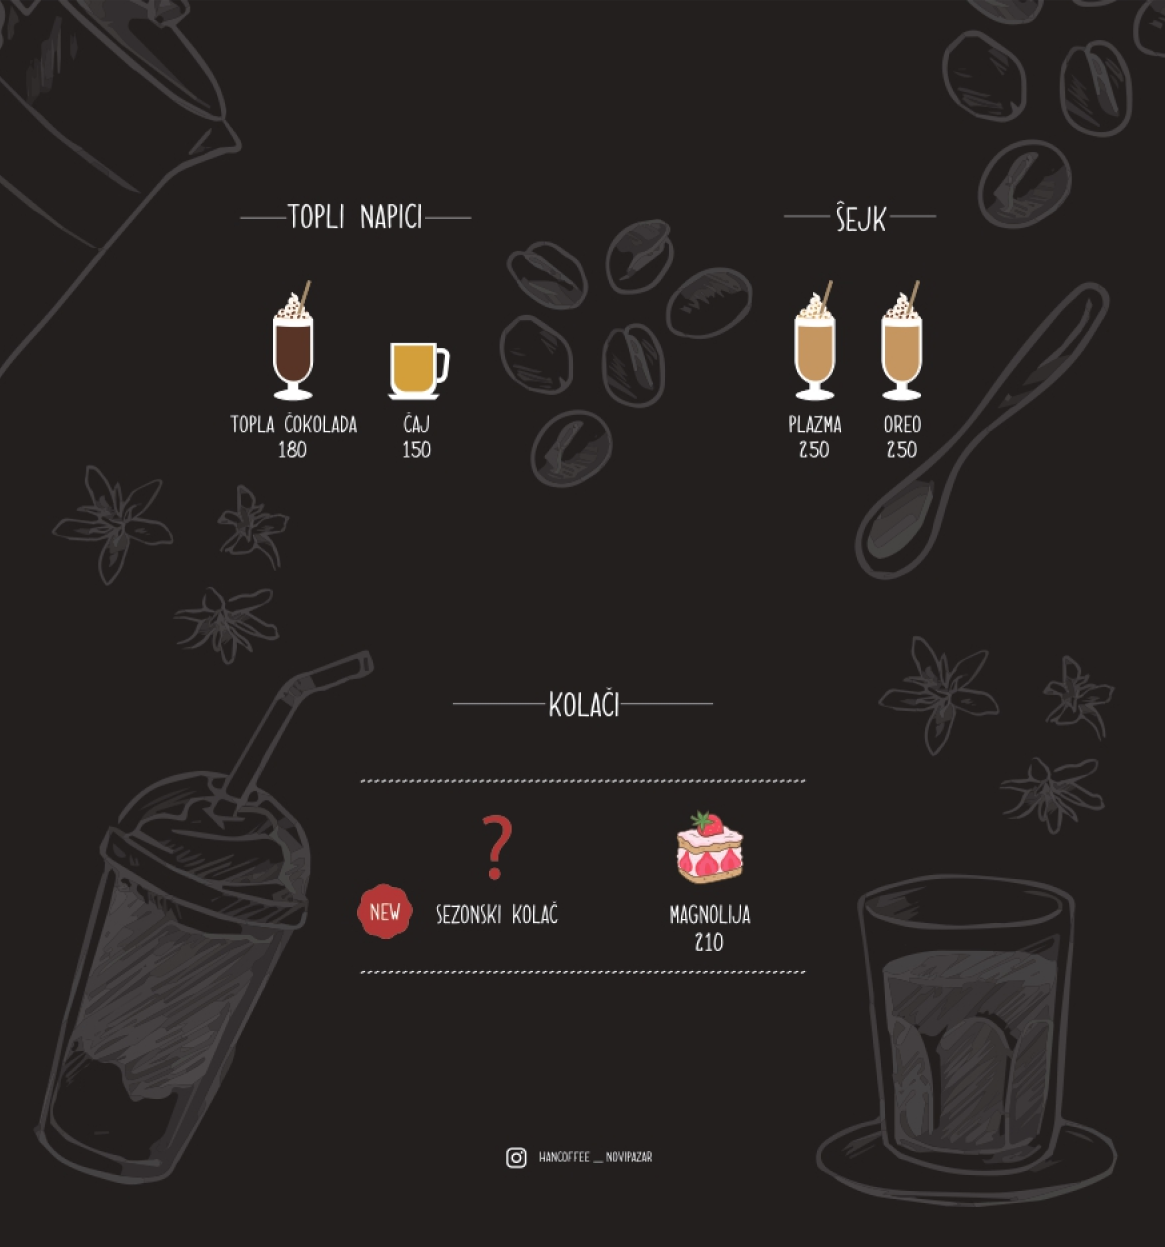 TOPLI NAPICI
TOPLA ČOKOLADA
180
ČAJ
150
ŠEJK
PLAZMA
250
OREO
250
KOLAČI
?
NEW
SEZONSKI KOLAČ
MAGNOLIJA
210
HANCOFFEE _ NOVIPAZAR